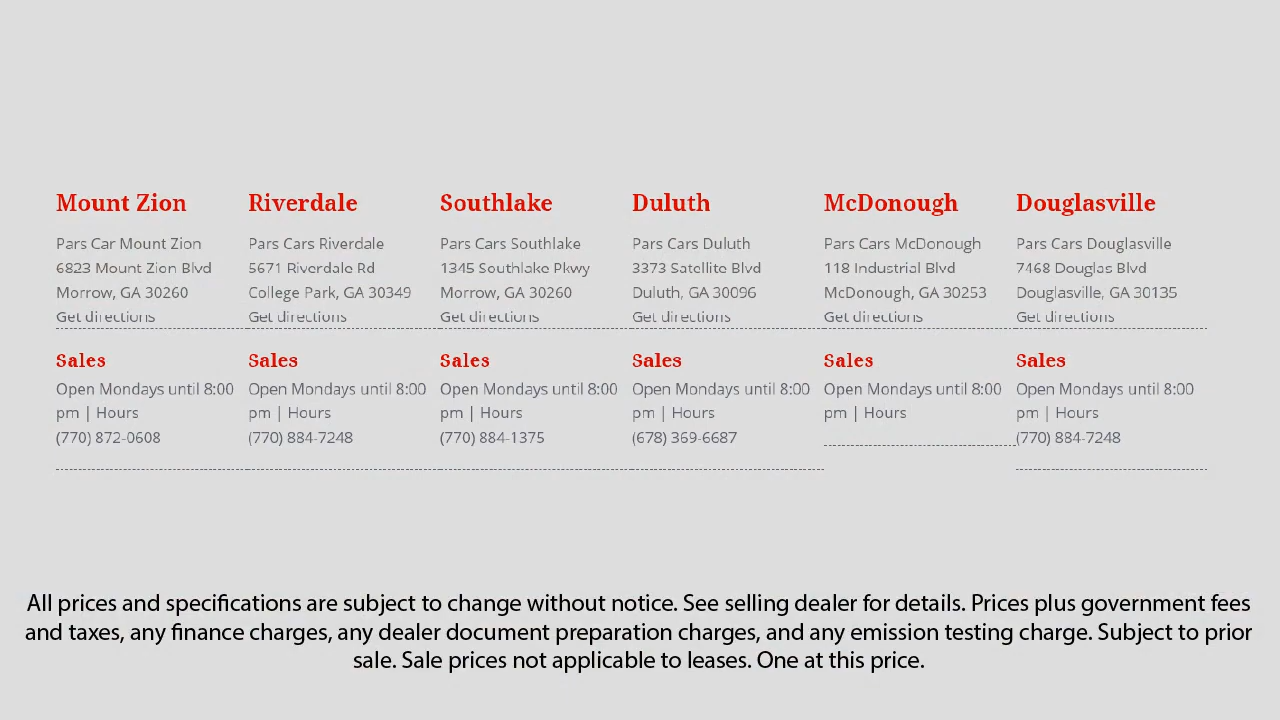 Mount Zion
Pars Car Mount Zion
6823 Mount Zion Blvd
Morrow, GA 30260
Get directions
Sales
Open Mondays until 8:00
pm | Hours
(770) 872-0608
Riverdale
Pars Cars Riverdale
5671 Riverdale Rd
College Park, GA 30349
Get directions
Sales
Open Mondays until 8:00
pm | Hours
(770) 884-7248
Southlake
Pars Cars Southlake
1345 Southlake Pkwy
Morrow, GA 30260
Get directions
Sales
Open Mondays until 8:00
pm | Hours
(770) 884-1375
Duluth
Pars Cars Duluth
3373 Satellite Blvd
Duluth, GA 30096
Get directions
Sales
Open Mondays until 8:00
pm | Hours
(678) 369-6687
McDonough
Pars Cars McDonough
118 Industrial Blvd
McDonough, GA 30253
Get directions
Sales
Open Mondays until 8:00
pm | Hours
Douglasville
Pars Cars Douglasville
7468 Douglas Blvd
Douglasville, GA 30135
Get directions
Sales
Open Mondays until 8:00
pm | Hours
(770) 884-7248
All prices and specifications are subject to change without notice. See selling dealer for details. Prices plus government fees
and taxes, any finance charges, any dealer document preparation charges, and any emission testing charge. Subject to prior
sale. Sale prices not applicable to leases. One at this price.